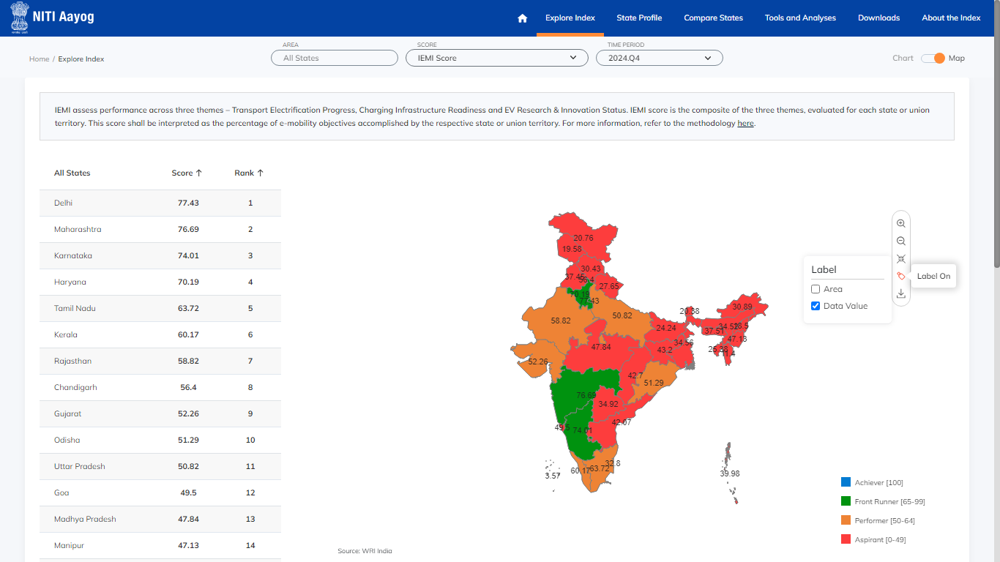 NITI Aayog
Explore Index
State Profile
Compare States
Tools and Analyses
Downloads
About the Index
Home / Explore Index
AREA
All States
SCORE
IEMI Score
TIME PERIOD
2024.Q4
Chart
Map
IEMI assess performance across three themes – Transport Electrification Progress, Charging Infrastructure Readiness and EV Research & Innovation Status. IEMI score is the composite of the three themes, evaluated for each state or union
territory. This score shall be interpreted as the percentage of e-mobility objectives accomplished by the respective state or union territory. For more information, refer to the methodology here.
All States Score ↑ Rank ↑
Delhi 77.43 1
Maharashtra 76.69 2
Karnataka 74.01 3
Haryana 70.19 4
Tamil Nadu 63.72 5
Kerala 60.17 6
Rajasthan 58.82 7
Chandigarh 56.4 8
Gujarat 52.26 9
Odisha 51.29 10
Uttar Pradesh 50.82 11
Goa 49.5 12
Madhya Pradesh 47.84 13
Manipur 47.13 14
20.76
19.58
30.43
37.45
56.4
27.65
70.19
77.43
58.82
50.82
20.38
30.89
24.24
37.51
34.56
47.13
47.84
43.2
52.26
42.7
51.29
76.69
34.92
49.5
74.01
42.07
32.8
60.17
63.72
3.57
39.98
Label
Area
Data Value
Label On
Achiever [100]
Front Runner [65-99]
Performer [50-64]
Aspirant [0-49]
Source: WRI India